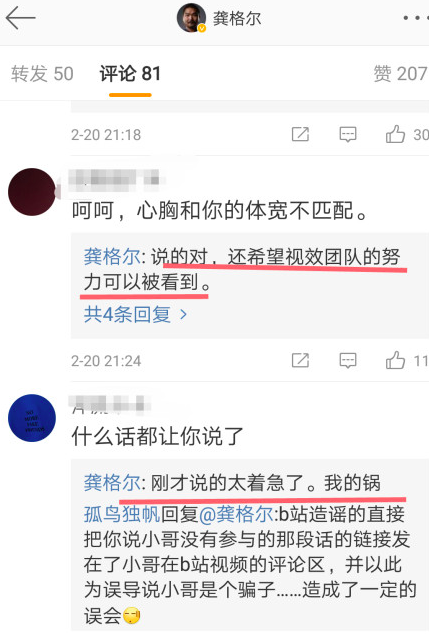 龚格尔
转发 50 评论 81 赞 207
2-20 21:18 30
呵呵，心胸和你的体宽不匹配。
龚格尔: 说的对，还希望视效团队的努
力可以被看到。
共4条回复 >
2-20 21:24 11
什么话都让你说了
龚格尔: 刚才说的太着急了。我的锅
孤鸟独帆回复@龚格尔:b站造谣的直接
把你说小哥没有参与的那段话的链接发
在了小哥在b站视频的评论区，并以此
为误导说小哥是个骗子……造成了一定的
误会